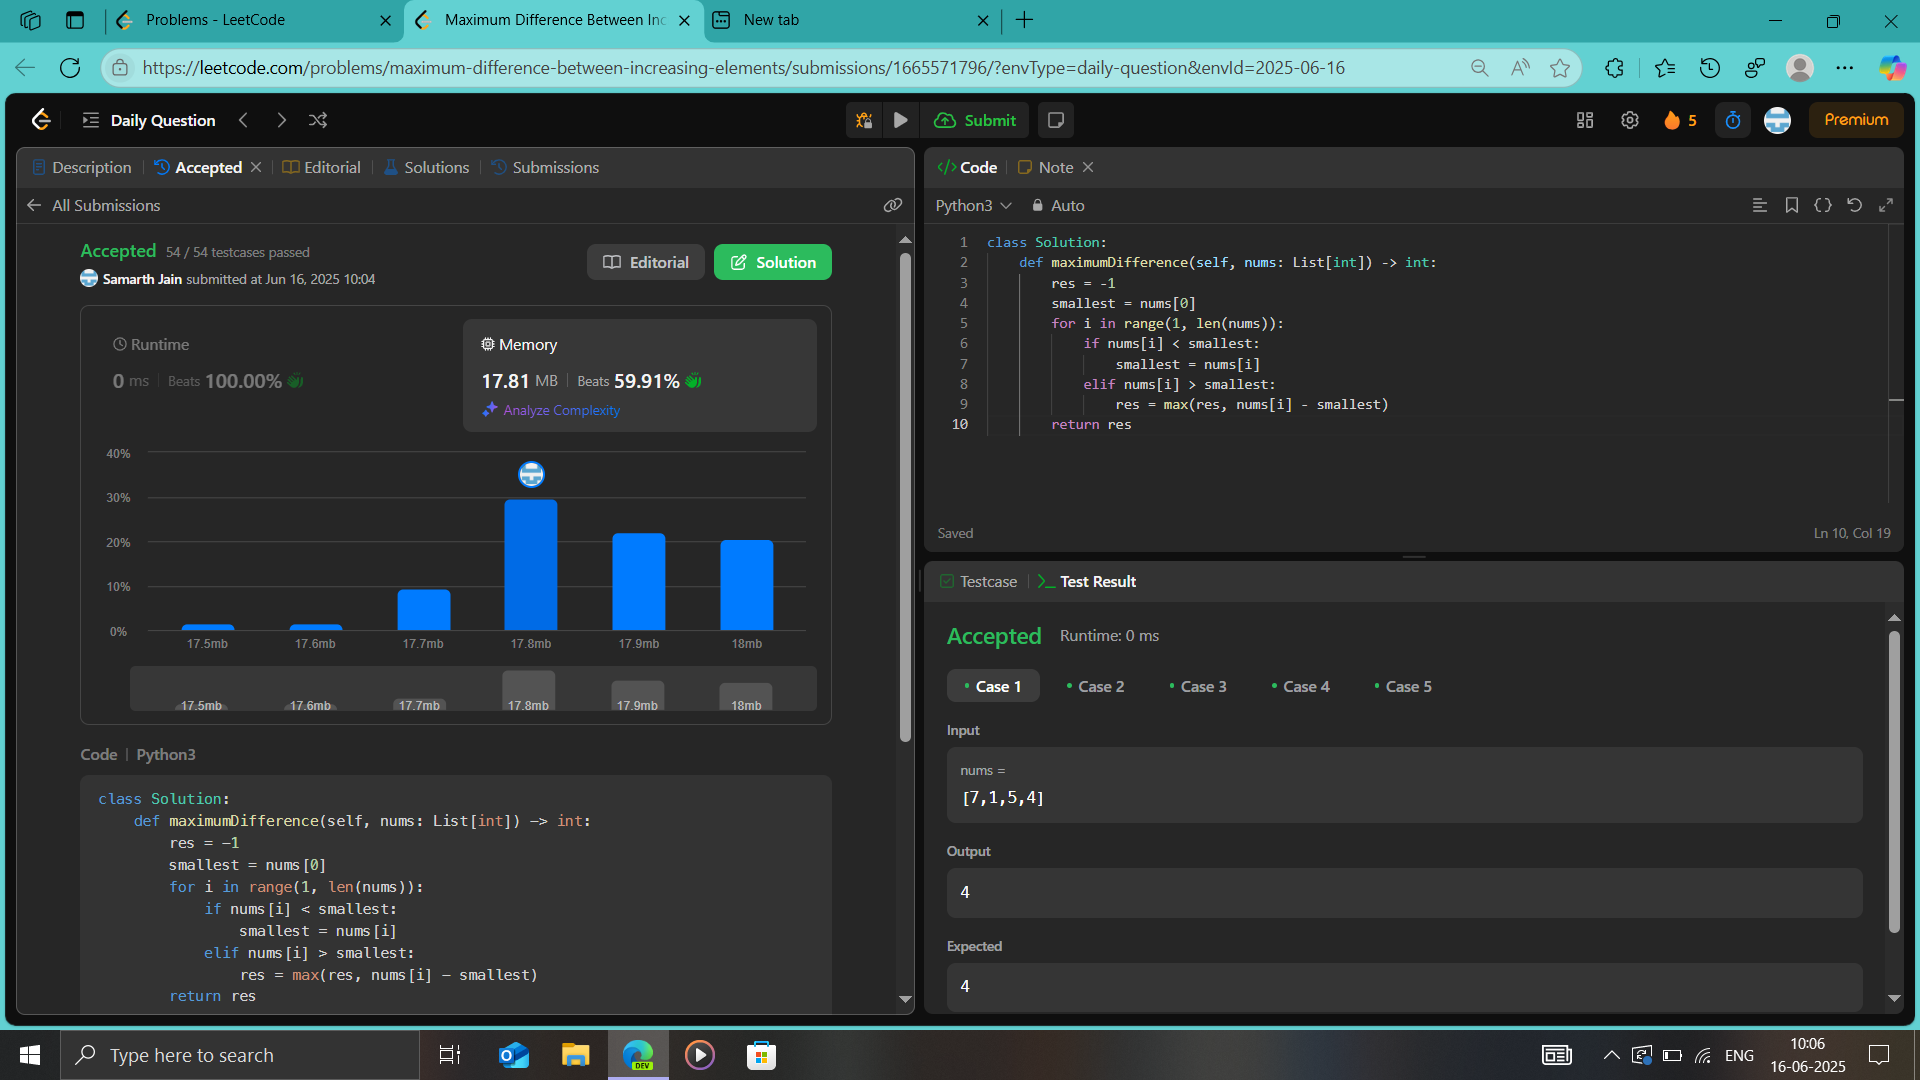 Problems - LeetCode
Maximum Difference Between Inc
New tab
https://leetcode.com/problems/maximum-difference-between-increasing-elements/submissions/1665571796/?envType=daily-question&envId=2025-06-16
Daily Question
Submit
5
Premium
Description
Accepted
Editorial
Solutions
Submissions
All Submissions
Accepted 54 / 54 testcases passed
Samarth Jain submitted at Jun 16, 2025 10:04
Editorial
Solution
Runtime
0 ms Beats 100.00%
Memory
17.81 MB Beats 59.91%
Analyze Complexity
40%
30%
20%
10%
0%
17.5mb 17.6mb 17.7mb 17.8mb 17.9mb 18mb
17.5mb 17.6mb 17.7mb 17.8mb 17.9mb 18mb
Code | Python3
class Solution:
def maximumDifference(self, nums: List[int]) -> int:
res = -1
smallest = nums[0]
for i in range(1, len(nums)):
if nums[i] < smallest:
smallest = nums[i]
elif nums[i] > smallest:
res = max(res, nums[i] - smallest)
return res
</> Code
Note
Python3
Auto
1 class Solution:
2 def maximumDifference(self, nums: List[int]) -> int:
3 res = -1
4 smallest = nums[0]
5 for i in range(1, len(nums)):
6 if nums[i] < smallest:
7 smallest = nums[i]
8 elif nums[i] > smallest:
9 res = max(res, nums[i] - smallest)
10 return res
Saved
Ln 10, Col 19
Testcase
Test Result
Accepted Runtime: 0 ms
Case 1 Case 2 Case 3 Case 4 Case 5
Input
nums =
[7,1,5,4]
Output
4
Expected
4
Type here to search
DEV
ENG
10:06
16-06-2025